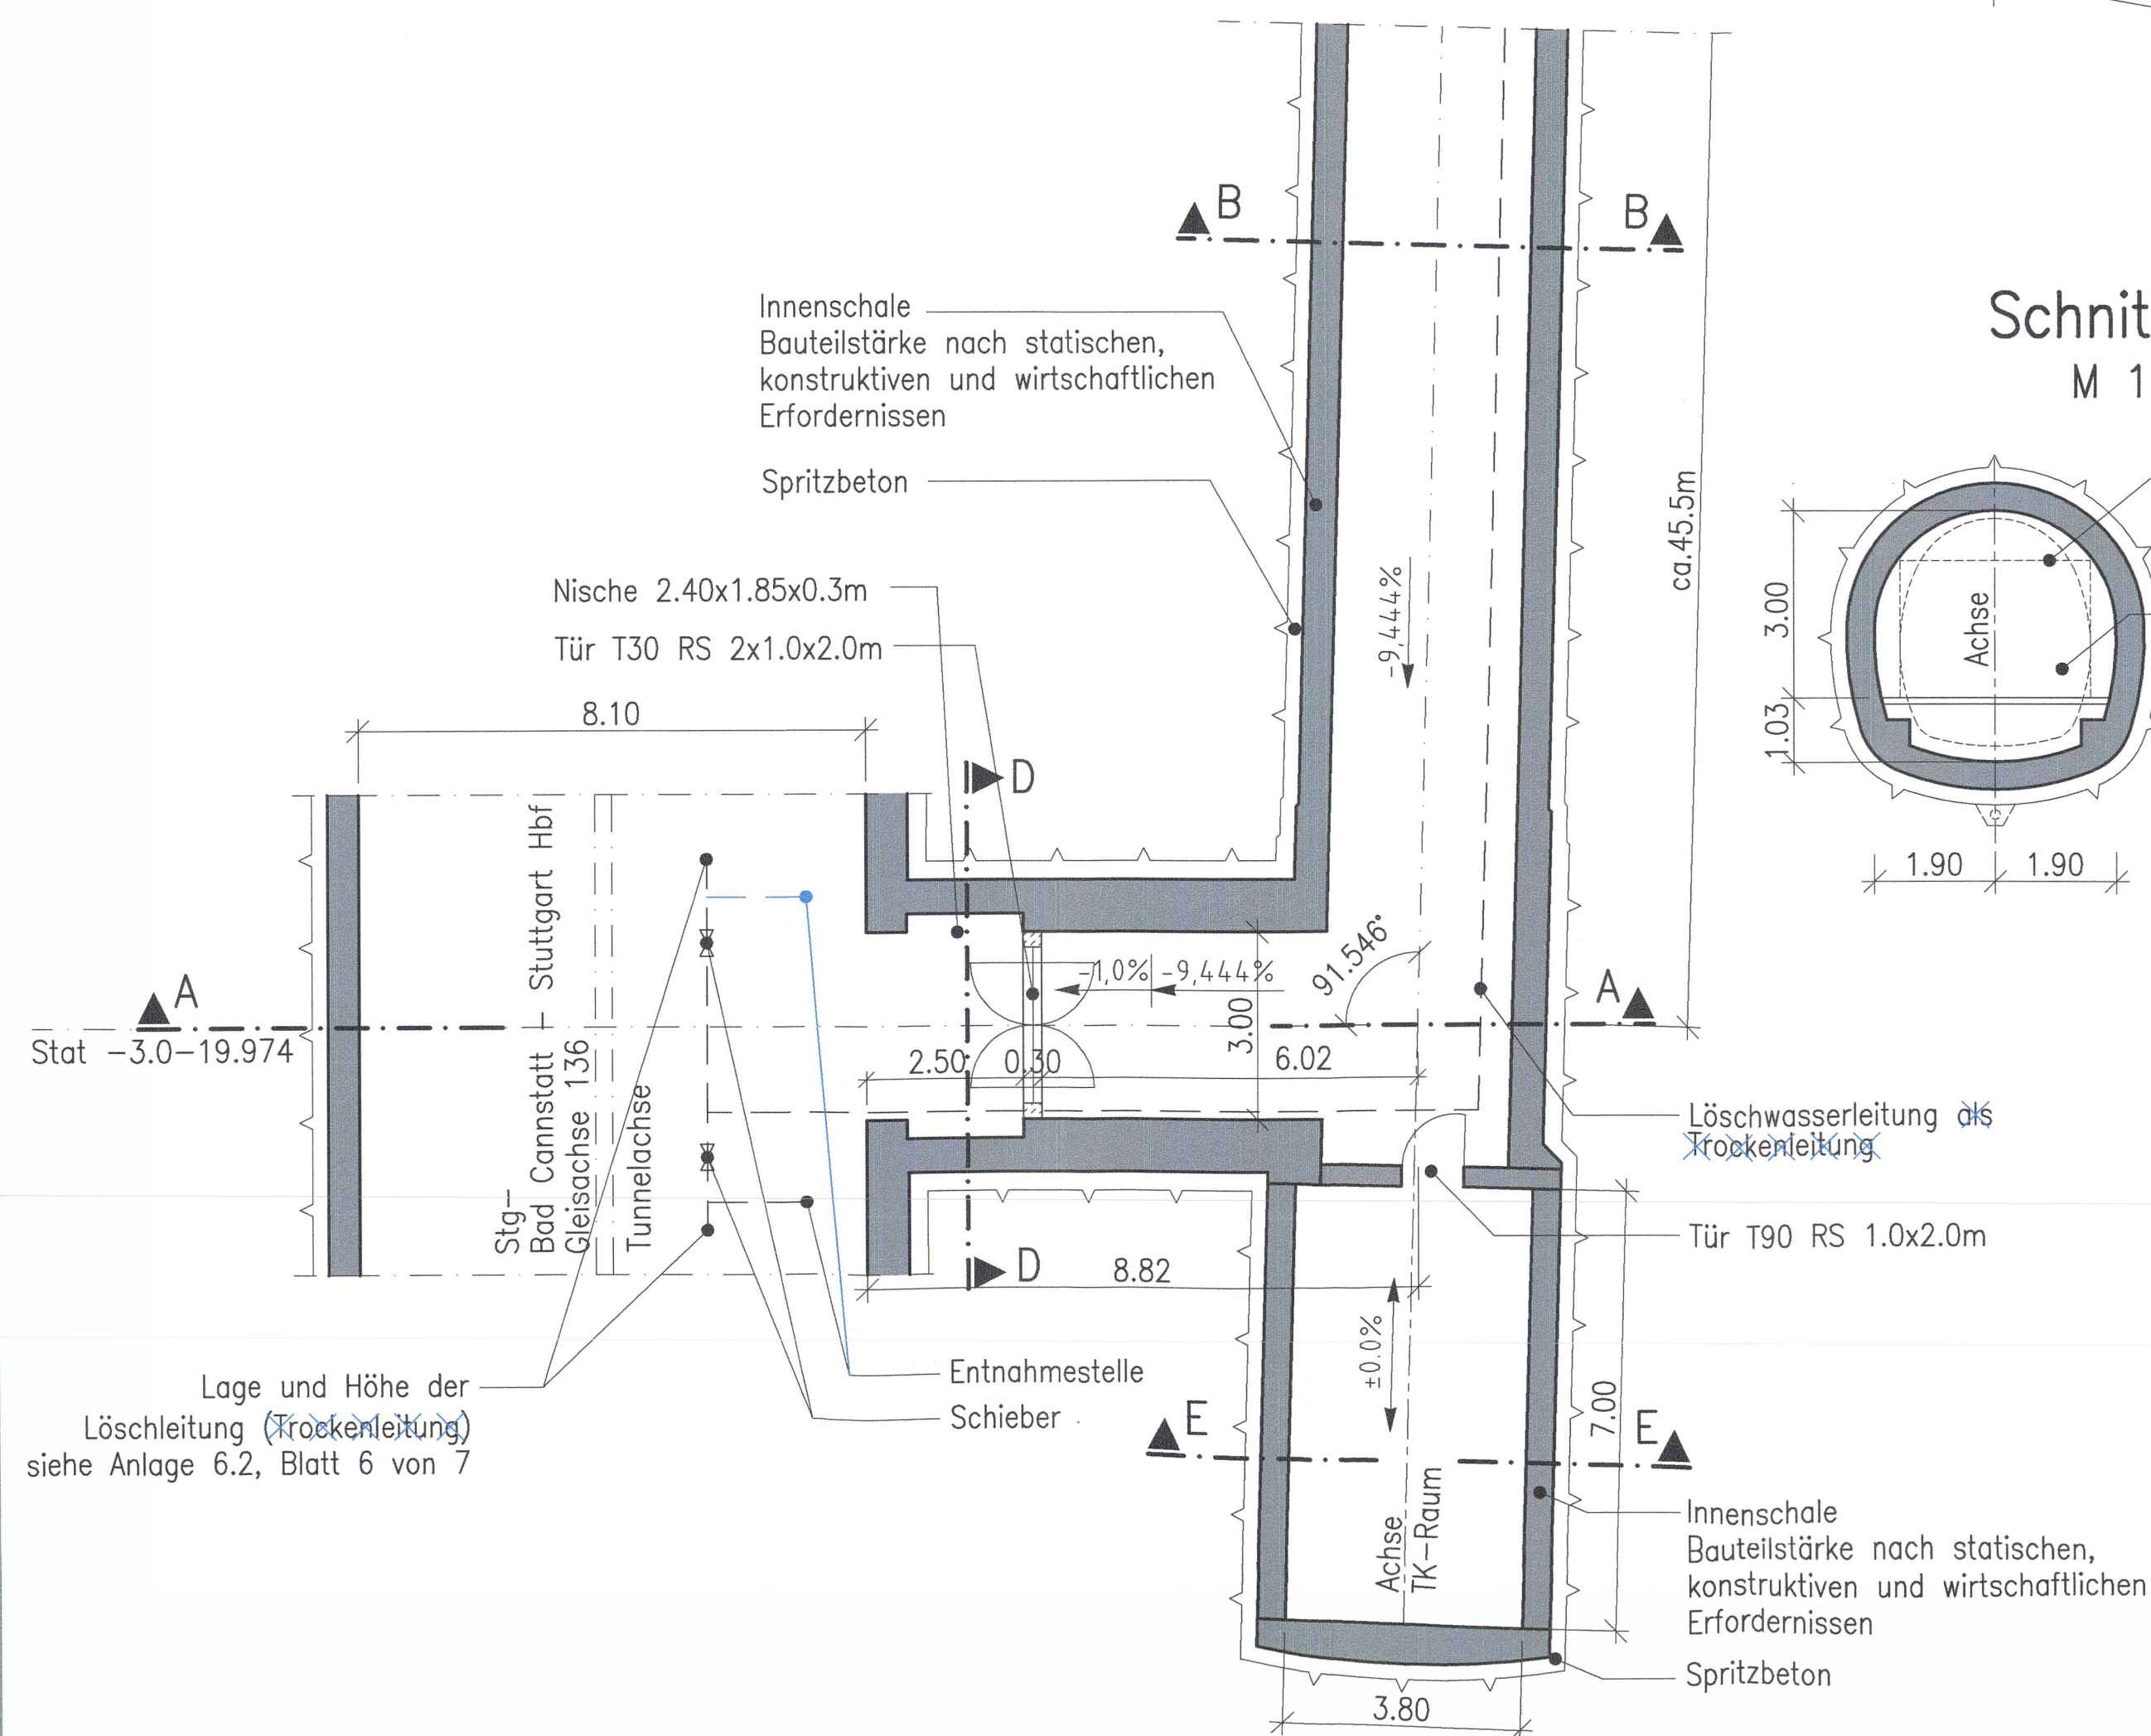 B
B
Innenschale
Bauteilstärke nach statischen,
konstruktiven und wirtschaftlichen
Erfordernissen
Spritzbeton
Schnit
M 1
ca.45.5m
-9,4444%
3.00
1.03
Achse
1.90
1.90
Nische 2.40x1.85x0.3m
Tür T30 RS 2x1.0x2.0m
8.10
D
A
Stat -3.0-19.974
Stg-
Bad Cannstatt - Stuttgart Hbf
Gleisachse 136
Tunnelachse
-1,0%
-9,444%
91.546°
A
3.00
2.50
0.30
6.02
Löschwasserleitung als
Trockenleitung
Tür T90 RS 1.0x2.0m
D
8.82
±0.0%
7.00
Lage und Höhe der
Löschleitung (Trockenleitung)
siehe Anlage 6.2, Blatt 6 von 7
Entnahmestelle
Schieber
E
E
Achse
TK-Raum
Innenschale
Bauteilstärke nach statischen,
konstruktiven und wirtschaftlichen
Erfordernissen
Spritzbeton
3.80